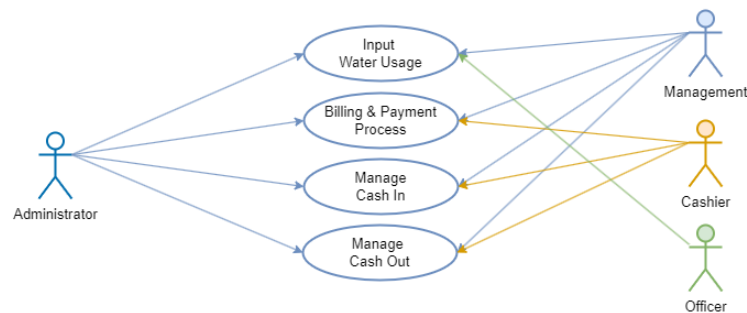 Input
Water Usage
Management
Billing & Payment
Process
Administrator
Manage
Cash In
Cashier
Manage
Cash Out
Officer